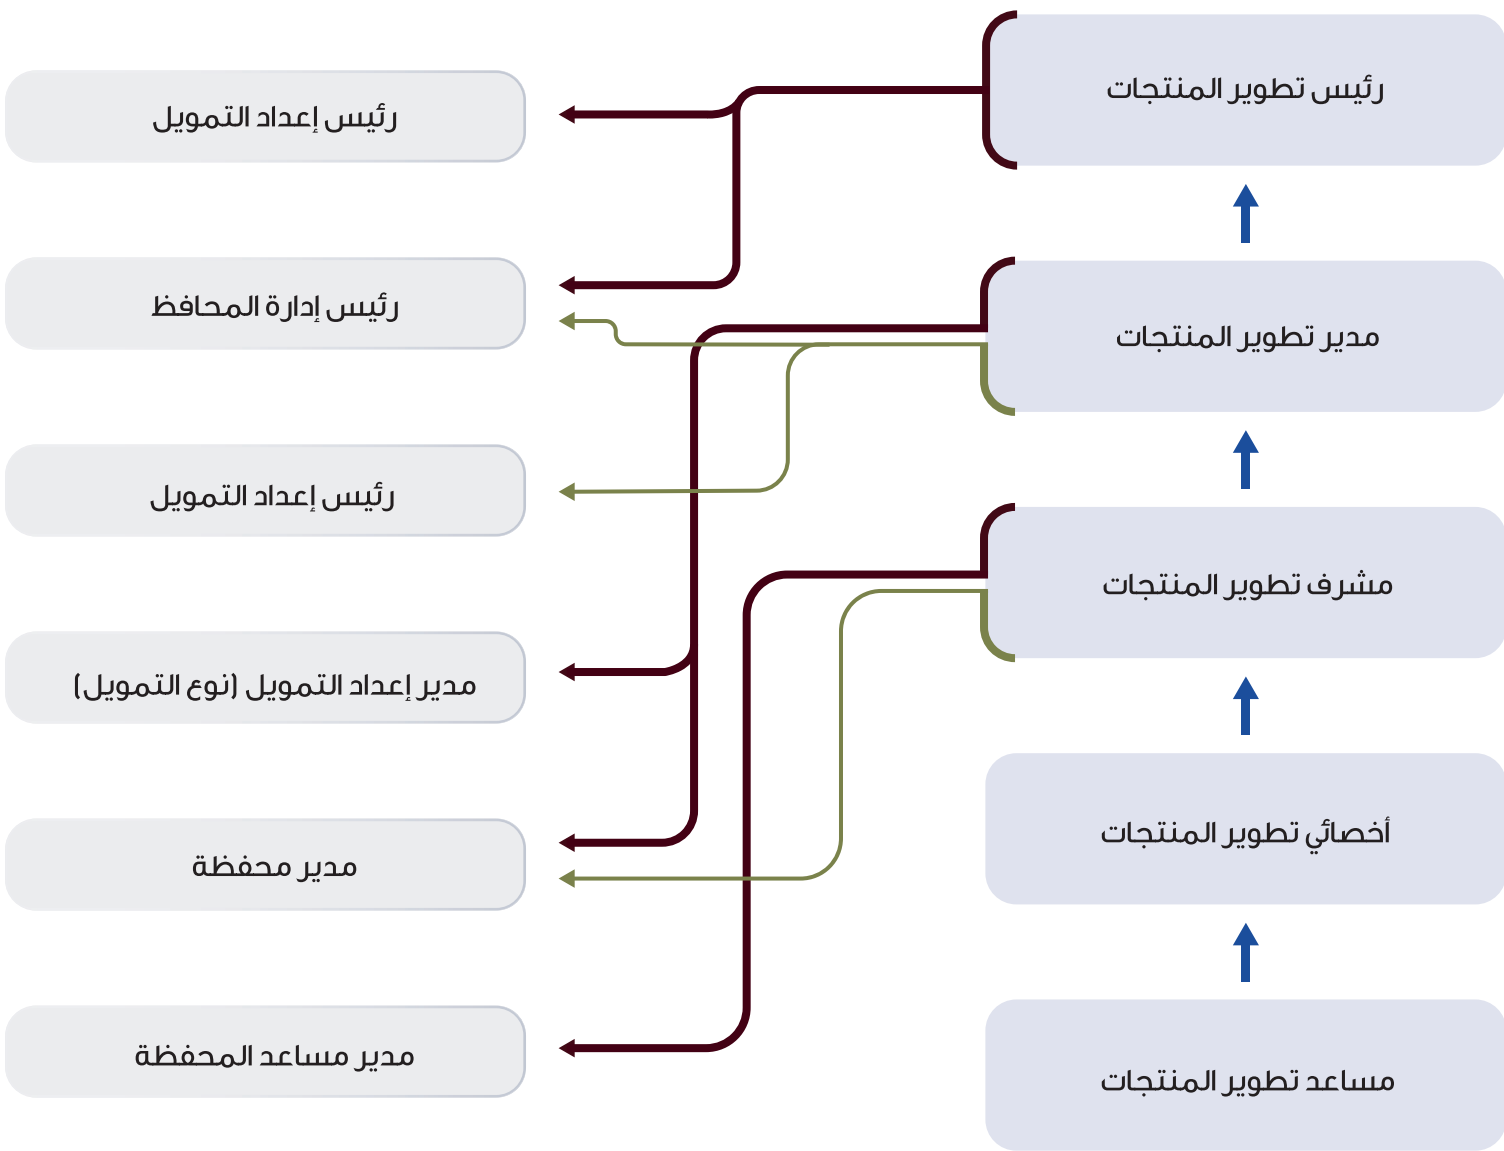 رئيس تطوير المنتجات
مدير تطوير المنتجات
مشرف تطوير المنتجات
أخصائي تطوير المنتجات
مساعد تطوير المنتجات
رئيس إعداد التمويل
رئيس إدارة المحافظ
رئيس إعداد التمويل
مدير إعداد التمويل (نوع التمويل)
مدير محفظة
مدير مساعد المحفظة